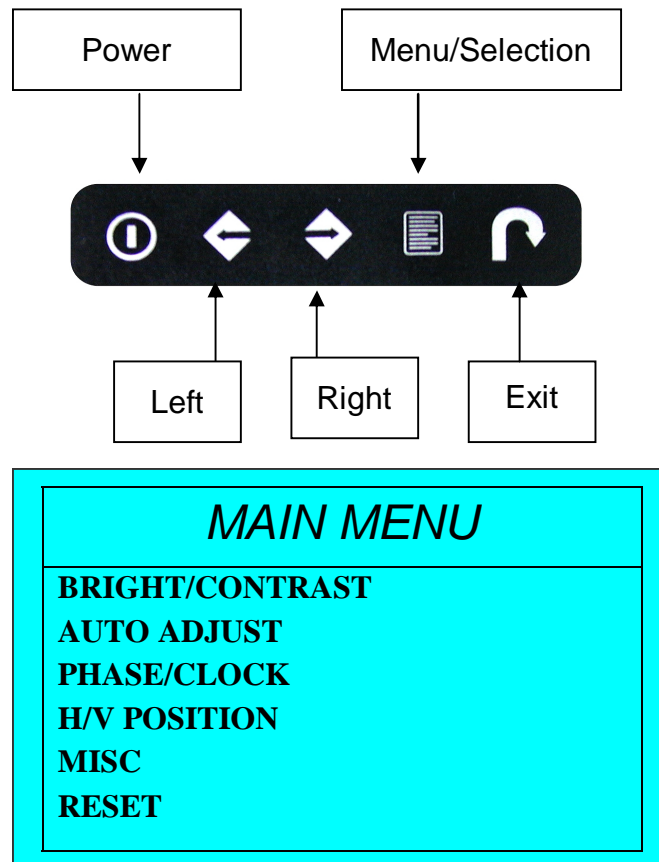 Power
Menu/Selection
Left
Right
Exit
MAIN MENU
BRIGHT/CONTRAST
AUTO ADJUST
PHASE/CLOCK
H/V POSITION
MISC
RESET